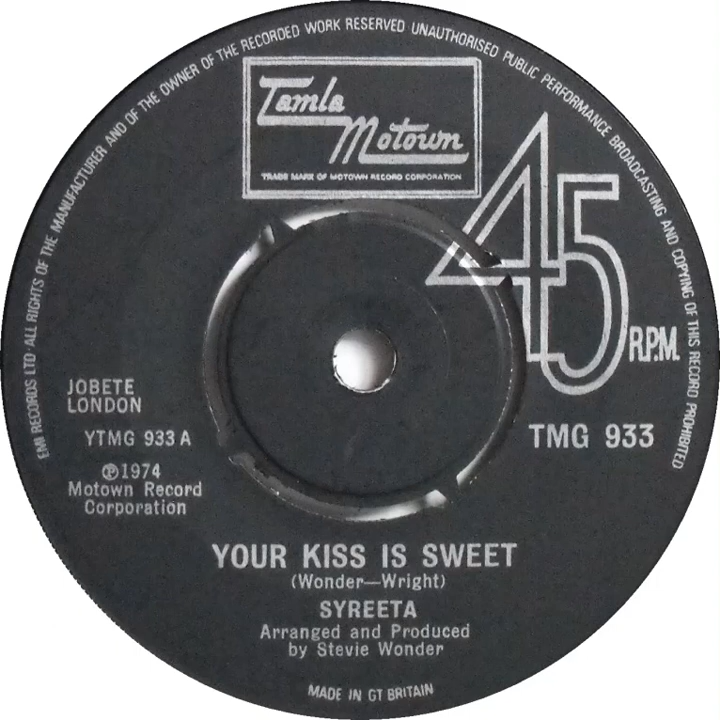 EMI RECORDS LTD · ALL RIGHTS OF THE MANUFACTURER AND OF THE OWNER OF THE RECORDED WORK RESERVED UNAUTHORISED PUBLIC PERFORMANCE BROADCASTING AND COPYING OF THIS RECORD PROHIBITED
Tamla
Motown
TRADE MARK OF MOTOWN RECORD CORPORATION
45
R.P.M.
JOBETE
LONDON
YTMG 933 A
TMG 933
℗1974
Motown Record
Corporation
YOUR KISS IS SWEET
(Wonder—Wright)
SYREETA
Arranged and Produced
by Stevie Wonder
MADE IN GT BRITAIN